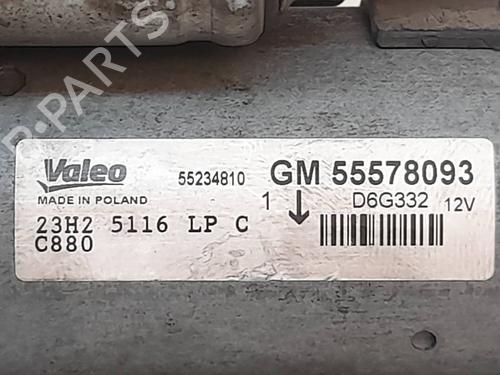 Valeo 55234810 GM 55578093
MADE IN POLAND 1 D6G332 12V
23H2 5116 LP C
C880
B-PARTS